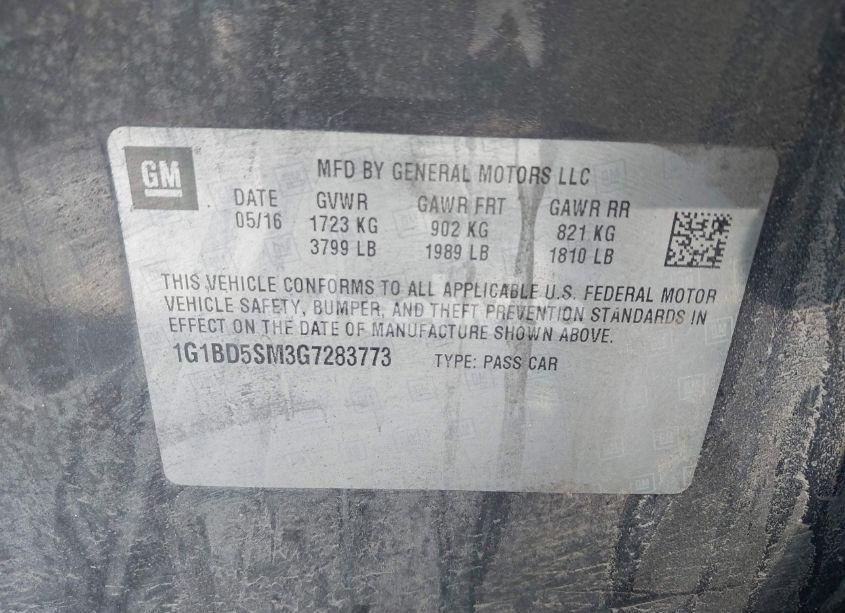 GM
MFD BY GENERAL MOTORS LLC
DATE GVWR GAWR FRT GAWR RR
05/16 1723 KG 902 KG 821 KG
3799 LB 1989 LB 1810 LB
THIS VEHICLE CONFORMS TO ALL APPLICABLE U.S. FEDERAL MOTOR
VEHICLE SAFETY, BUMPER, AND THEFT PREVENTION STANDARDS IN
EFFECT ON THE DATE OF MANUFACTURE SHOWN ABOVE.
1G1BD5SM3G7283773 TYPE: PASS CAR